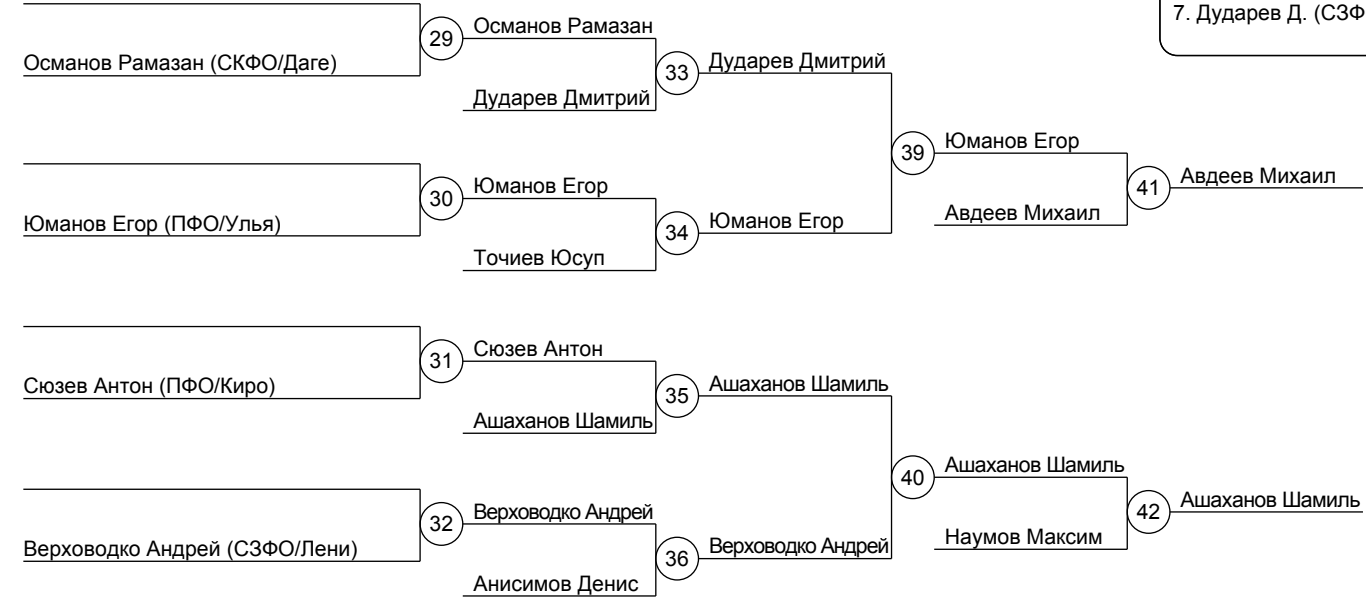 7. Дударев Д. (СЗФ
Османов Рамазан
29
Османов Рамазан (СКФО/Даге)
Дударев Дмитрий
33
Дударев Дмитрий
39
Юманов Егор
Юманов Егор
30
Юманов Егор (ПФО/Улья)
Юманов Егор
34
Точиев Юсуп
Авдеев Михаил
41
Авдеев Михаил
Сюзев Антон
31
Сюзев Антон (ПФО/Киро)
Ашаханов Шамиль
35
Ашаханов Шамиль
40
Ашаханов Шамиль
Верховодко Андрей
32
Верховодко Андрей (СЗФО/Лени)
Верховодко Андрей
36
Анисимов Денис
Наумов Максим
42
Ашаханов Шамиль